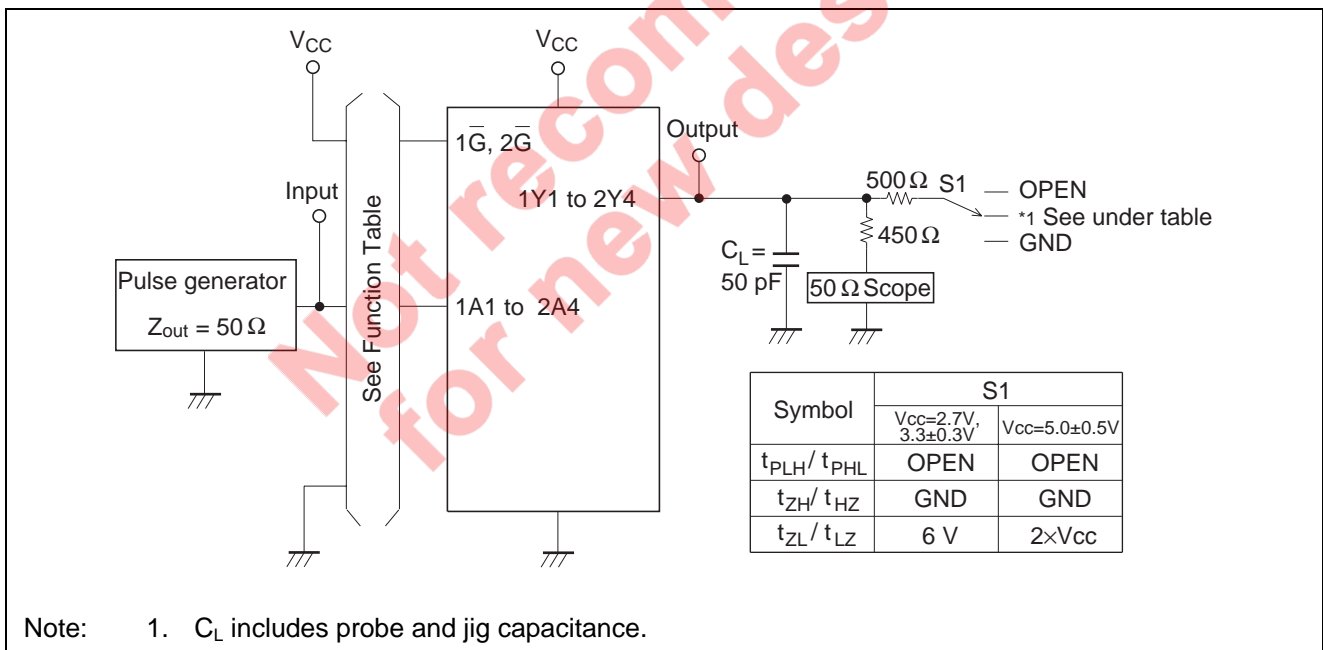 Not recom
for new des
VCC
VCC
Output
1G̅, 2G̅
500 Ω S1
OPEN
Input
1Y1 to 2Y4
*1 See under table
450 Ω
GND
See Function Table
CL =
50 pF
Pulse generator
Zout = 50 Ω
50 Ω Scope
1A1 to 2A4
Symbol
S1
Vcc=2.7V,
3.3±0.3V
Vcc=5.0±0.5V
tPLH / tPHL
OPEN
OPEN
tZH / tHZ
GND
GND
tZL / tLZ
6 V
2×Vcc
Note: 1. CL includes probe and jig capacitance.